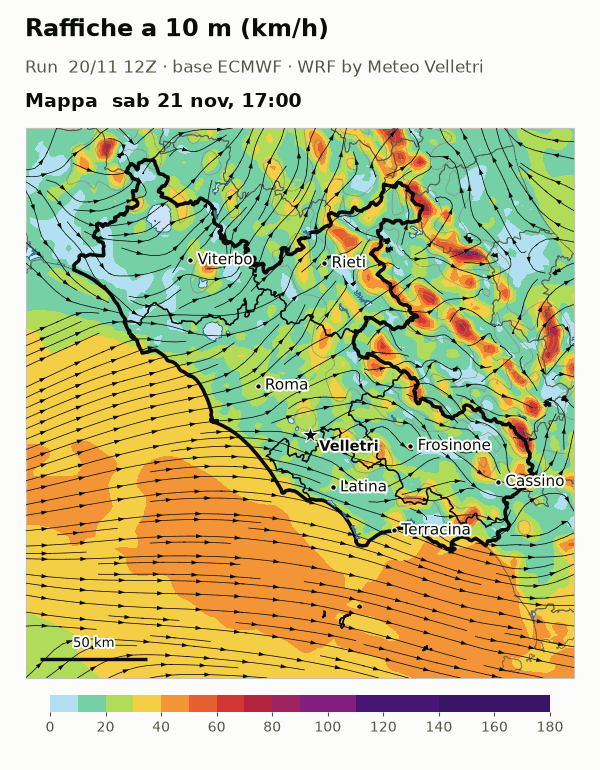 Raffiche a 10 m (km/h)
Run 20/11 12Z · base ECMWF · WRF by Meteo Velletri
Mappa sab 21 nov, 17:00
Viterbo
Rieti
Roma
Velletri
Frosinone
Cassino
Latina
Terracina
50 km
0 20 40 60 80 100 120 140 160 180